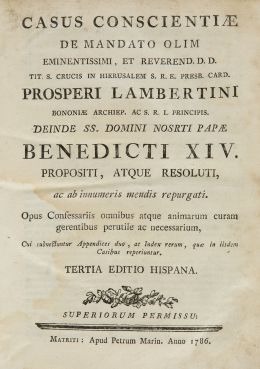 CASUS CONSCIENTIÆ
DE MANDATO OLIM
EMINENTISSIMI, ET REVEREND. D. D.
TIT. S. CRUCIS IN HIERUSALEM S. R. E. PRESB. CARD.
PROSPERI LAMBERTINI
BONONIÆ ARCHIEP. AC S. R. I. PRINCIPIS.
DEINDE SS. DOMINI NOSRTI PAPÆ
BENEDICTI XIV.
PROPOSITI, ATQUE RESOLUTI,
ac ab innumeris mendis repurgati.
Opus Confessariis omnibus atque animarum curam
gerentibus perutile ac necessarium,
Cui subnectuntur Appendices duo, ac Index rerum, quæ in iisdem
Casibus reperiuntur.
TERTIA EDITIO HISPANA.
SUPERIORUM PERMISSU:
MATRITI: Apud Petrum Marin. Anno 1786.